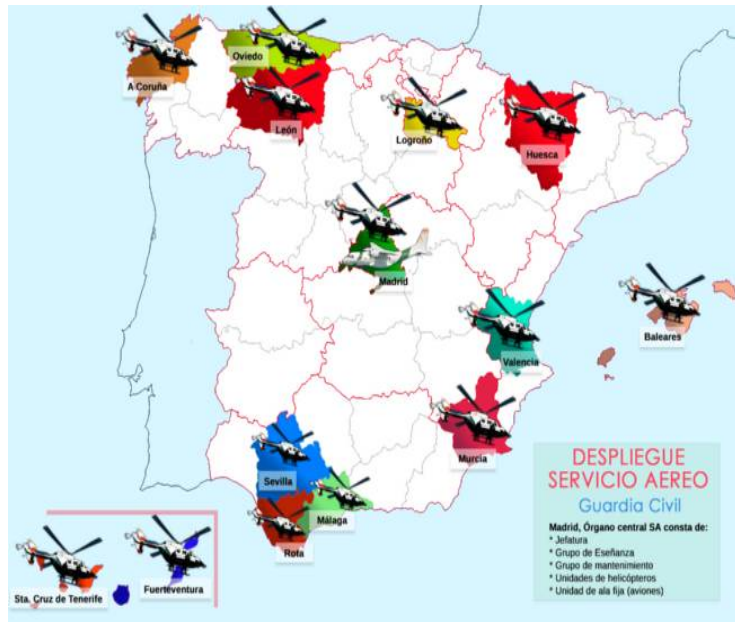 Oviedo
A Coruña
León
Logroño
Huesca
Madrid
Baleares
Valencia
Murcia
Sevilla
Málaga
Rota
Sta. Cruz de Tenerife
Fuerteventura
DESPLIEGUE
SERVICIO AEREO
Guardia Civil
Madrid, Órgano central SA consta de:
* Jefatura
* Grupo de Eseñanza
* Grupo de mantenimiento
* Unidades de helicópteros
* Unidad de ala fija (aviones)